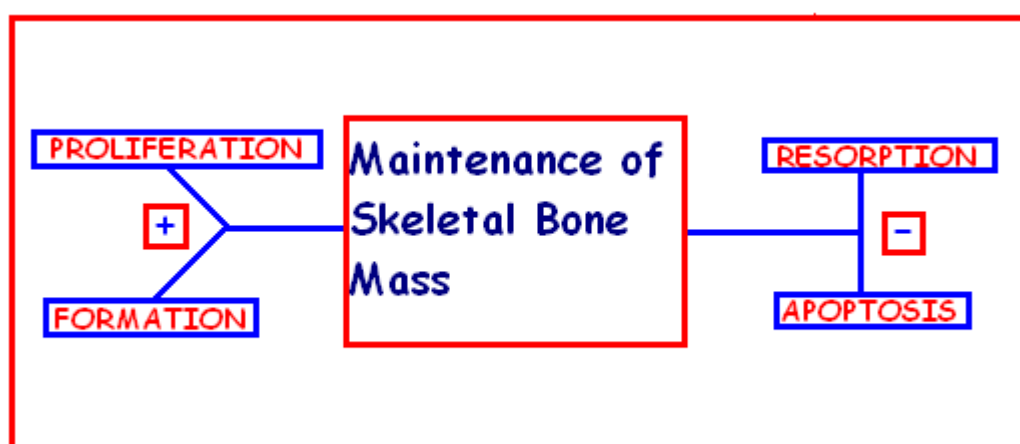 PROLIFERATION
+
FORMATION
Maintenance of
Skeletal Bone
Mass
RESORPTION
-
APOPTOSIS